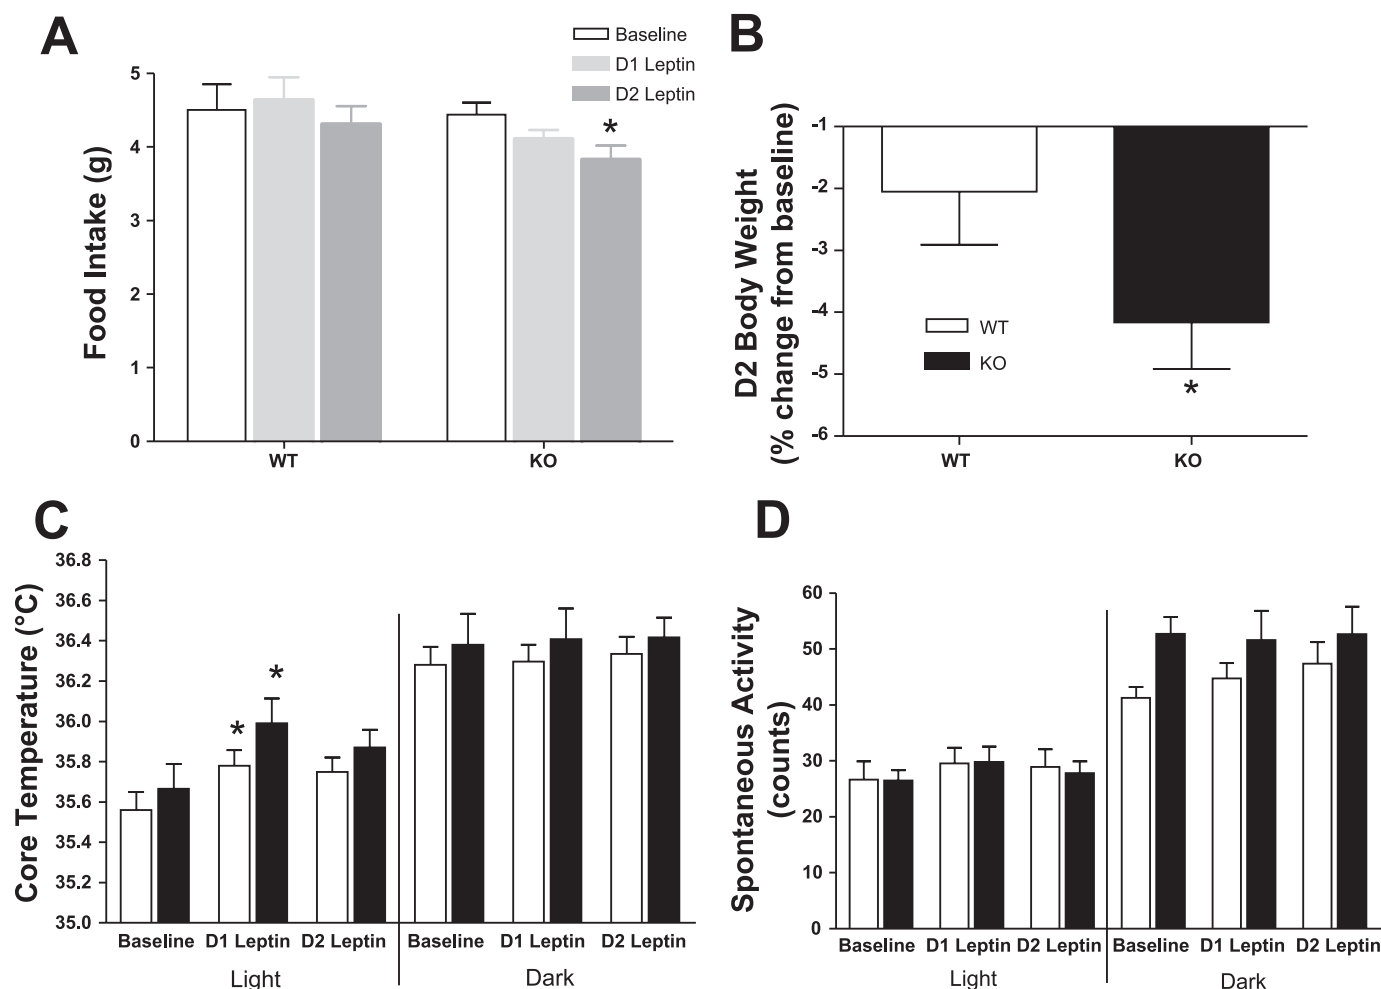 A
Baseline
D1 Leptin
D2 Leptin
Food Intake (g)
5
4
3
2
1
0
*
WT
KO
B
D2 Body Weight
(% change from baseline)
-1
-2
-3
-4
-5
-6
WT
KO
*
WT
KO
C
Core Temperature (°C)
36.8
36.6
36.4
36.2
36.0
35.8
35.6
35.4
35.2
35.0
*
*
Baseline D1 Leptin D2 Leptin Baseline D1 Leptin D2 Leptin
Light Dark
D
Spontaneous Activity
(counts)
60
50
40
30
20
10
0
Baseline D1 Leptin D2 Leptin Baseline D1 Leptin D2 Leptin
Light Dark